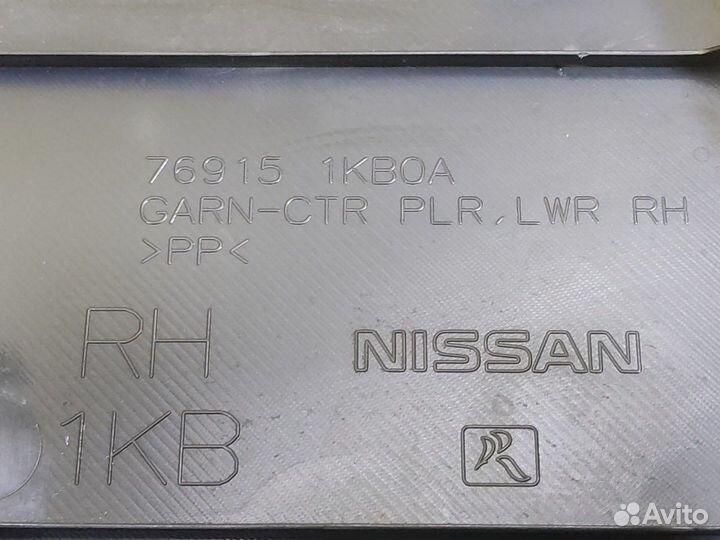 76915 1KB0A
GARN-CTR PLR, LWR RH
>PP<
RH
NISSAN
1KB
R
Avito